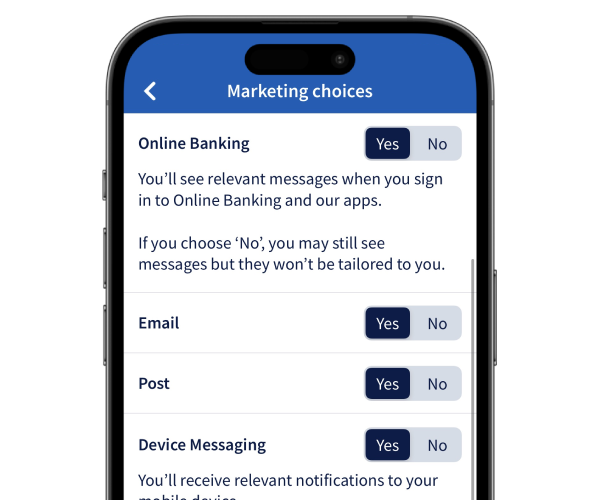 Marketing choices
Online Banking Yes No
You’ll see relevant messages when you sign
in to Online Banking and our apps.
If you choose ‘No’, you may still see
messages but they won’t be tailored to you.
Email Yes No
Post Yes No
Device Messaging Yes No
You’ll receive relevant notifications to your
mobile device.